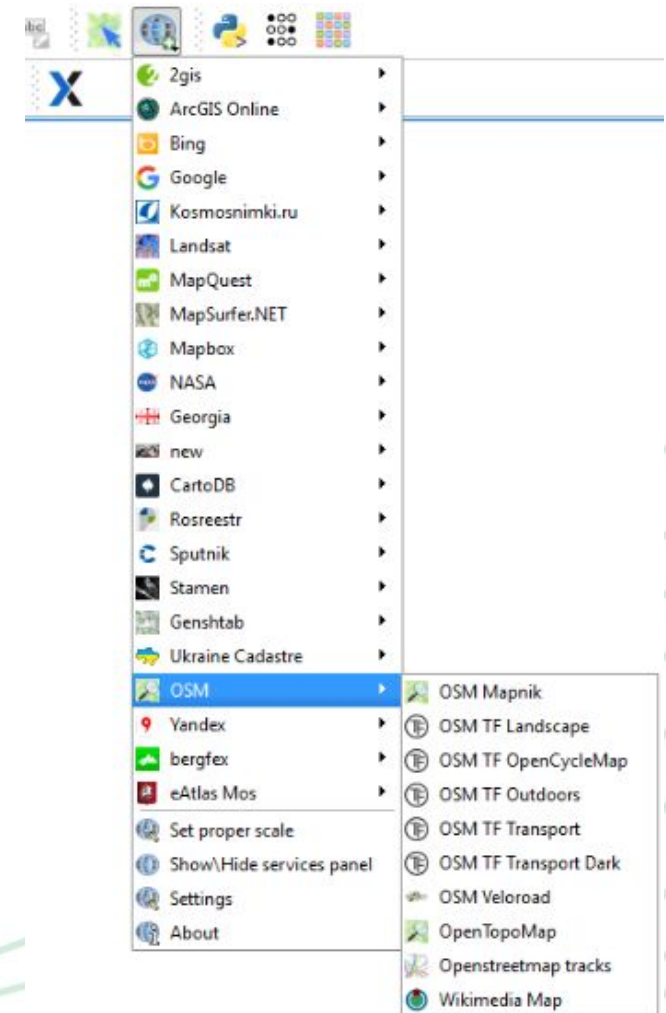 abel
2gis
ArcGIS Online
Bing
Google
Kosmosnimki.ru
Landsat
MapQuest
MapSurfer.NET
Mapbox
NASA
Georgia
new
CartoDB
Rosreestr
Sputnik
Stamen
Genshtab
Ukraine Cadastre
OSM
Yandex
bergfex
eAtlas Mos
Set proper scale
Show\Hide services panel
Settings
About
OSM Mapnik
OSM TF Landscape
OSM TF OpenCycleMap
OSM TF Outdoors
OSM TF Transport
OSM TF Transport Dark
OSM Veloroad
OpenTopoMap
Openstreetmap tracks
Wikimedia Map